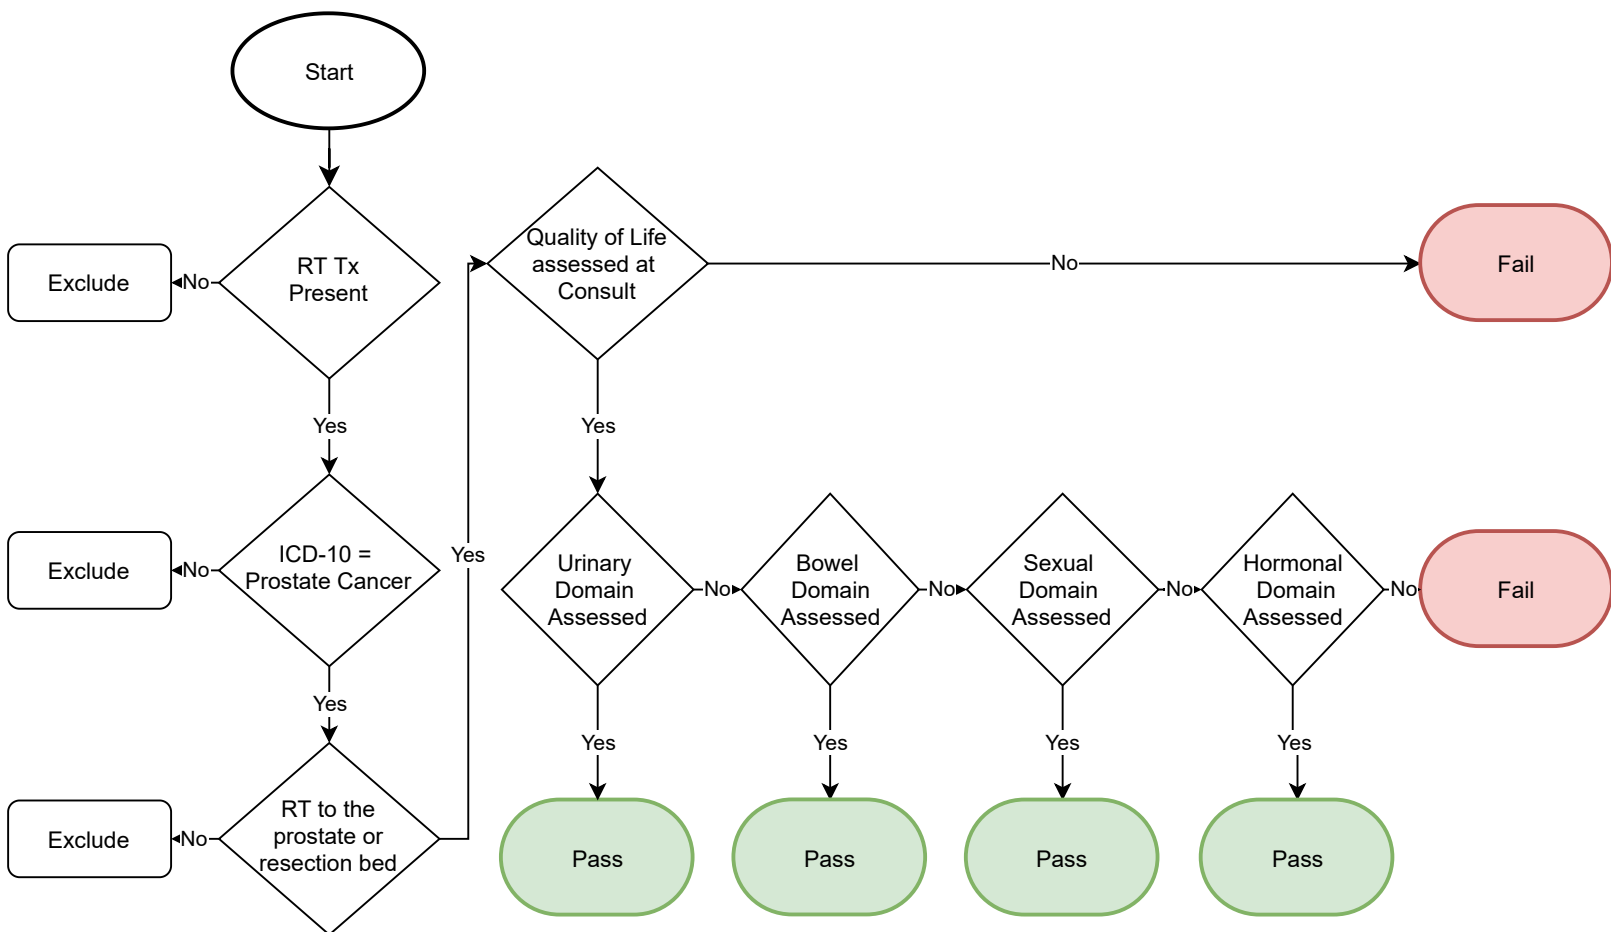 Start
RT Tx
Present
No
Exclude
Yes
ICD-10 =
Prostate Cancer
No
Exclude
Yes
RT to the
prostate or
resection bed
No
Exclude
Yes
Quality of Life
assessed at
Consult
No
Fail
Yes
Urinary
Domain
Assessed
No
Bowel
Domain
Assessed
No
Sexual
Domain
Assessed
No
Hormonal
Domain
Assessed
No
Fail
Yes
Yes
Yes
Yes
Pass
Pass
Pass
Pass